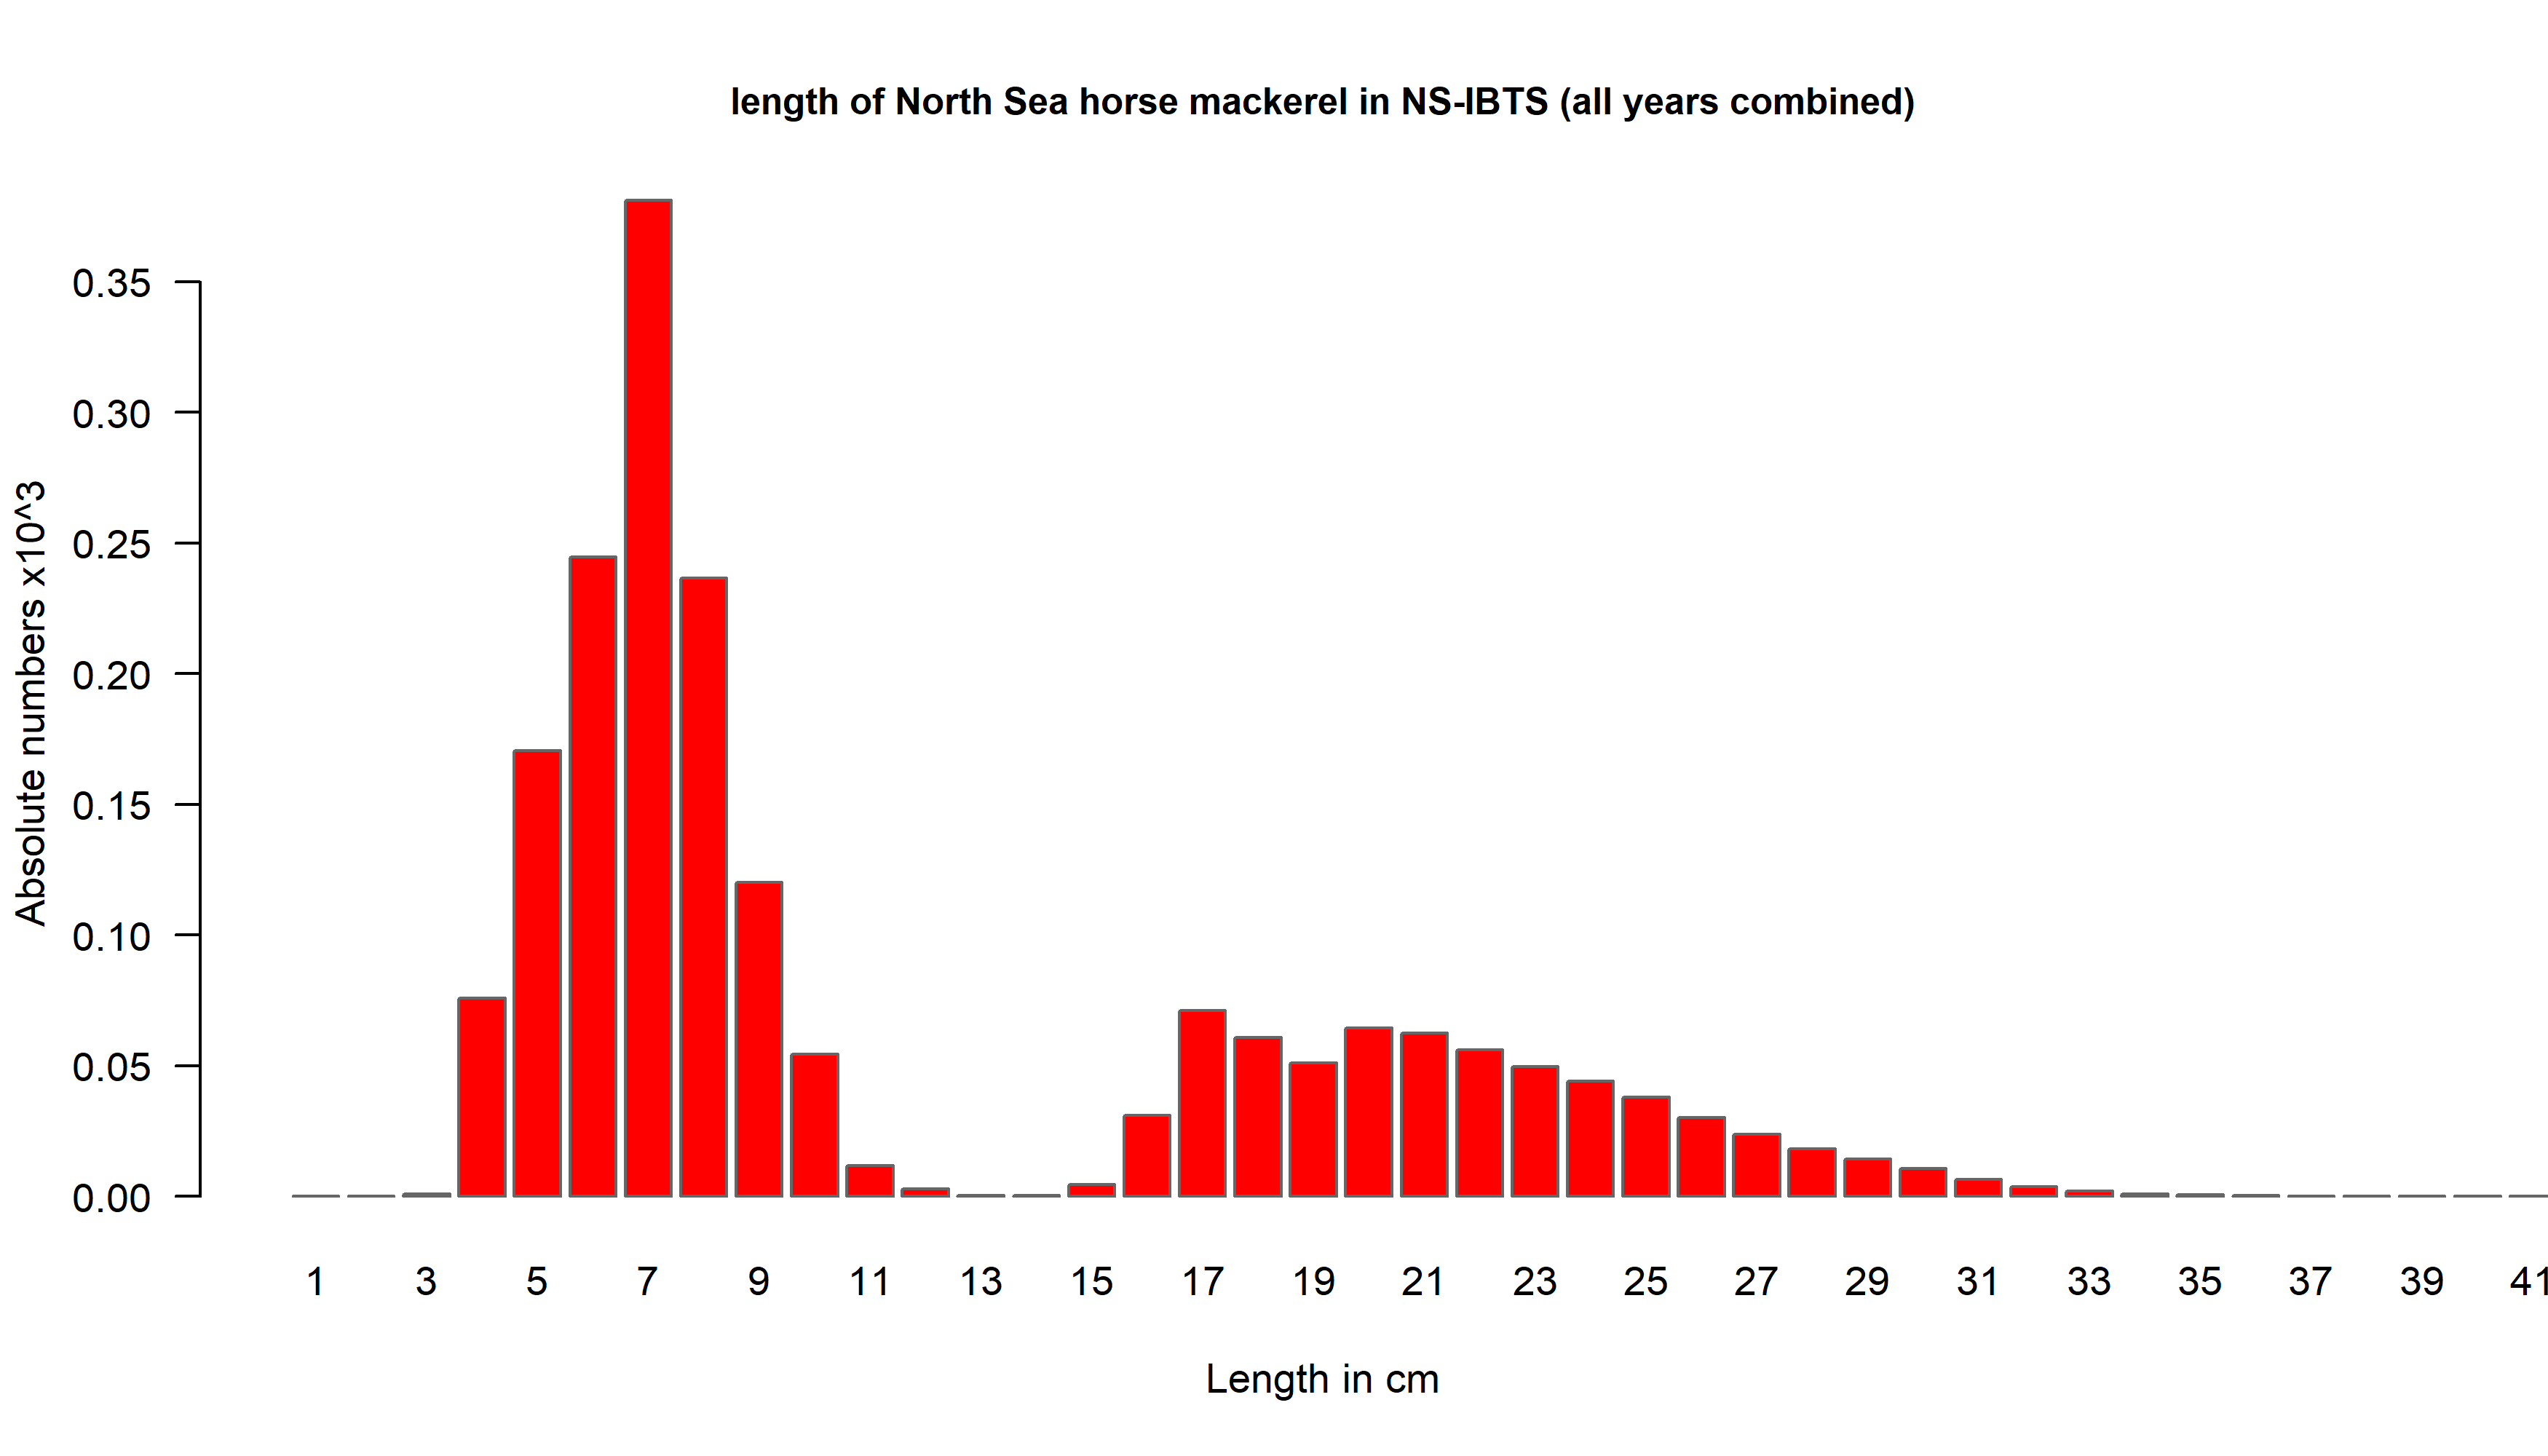 length of North Sea horse mackerel in NS-IBTS (all years combined)
Absolute numbers x10^3
0.35
0.30
0.25
0.20
0.15
0.10
0.05
0.00
1 3 5 7 9 11 13 15 17 19 21 23 25 27 29 31 33 35 37 39 41
Length in cm